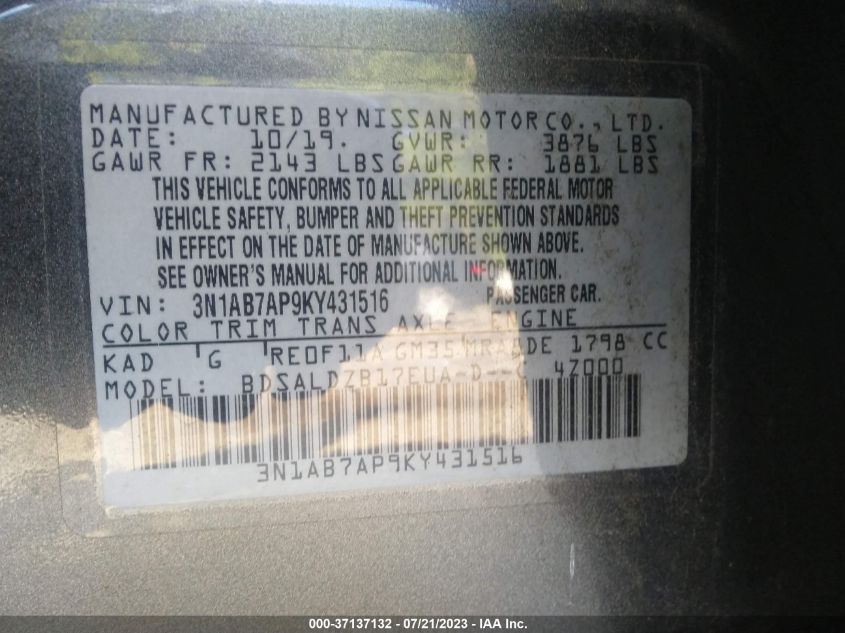 MANUFACTURED BY NISSAN MOTOR CO., LTD.
DATE: 10/19. GVWR: 3876 LBS
GAWR FR: 2143 LBS GAWR RR: 1881 LBS
THIS VEHICLE CONFORMS TO ALL APPLICABLE FEDERAL MOTOR
VEHICLE SAFETY, BUMPER AND THEFT PREVENTION STANDARDS
IN EFFECT ON THE DATE OF MANUFACTURE SHOWN ABOVE.
SEE OWNER'S MANUAL FOR ADDITIONAL INFORMATION.
VIN: 3N1AB7AP9KY431516 PASSENGER CAR.
COLOR TRIM TRANS AXLE ENGINE
KAD G RE0F11A GM35 MRA8DE 1798 CC
MODEL: BDSALDZB17EUA-D--C 4Z000
3N1AB7AP9KY431516
000-37137132 - 07/21/2023 - IAA Inc.